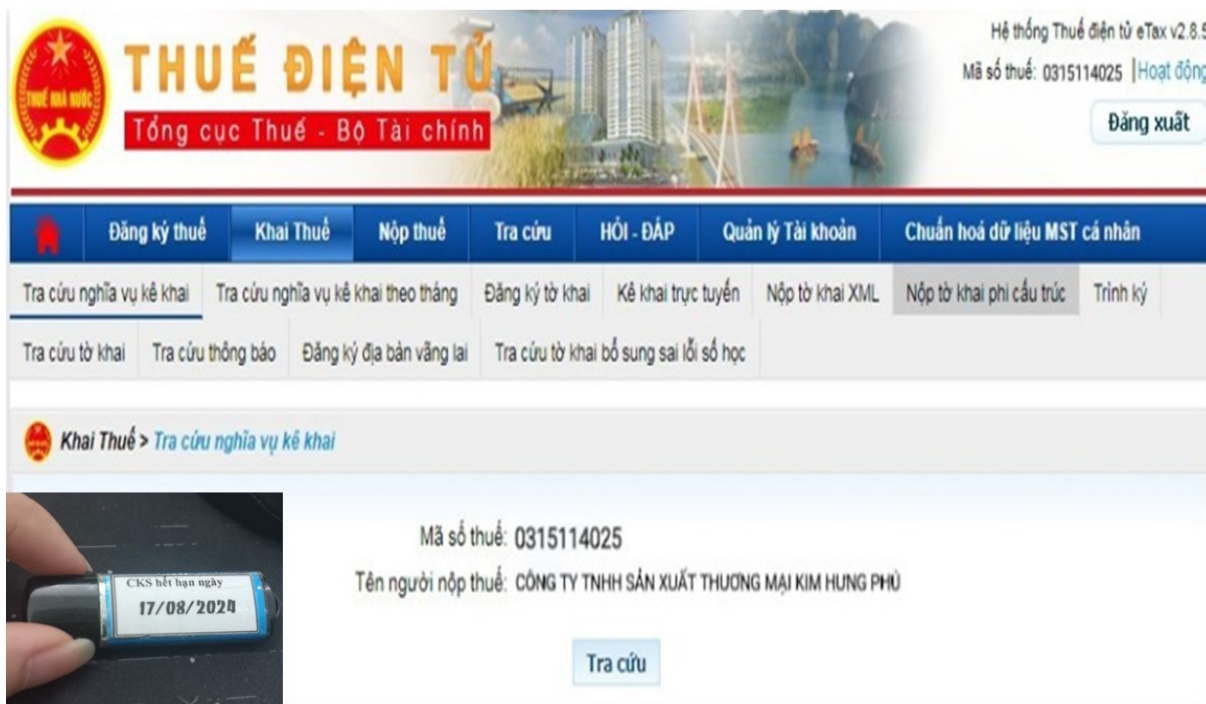 Hệ thống Thuế điện tử eTax v2.8.5
THUẾ ĐIỆN TỬ
Mã số thuế: 0315114025 |Hoạt động
THUẾ NHÀ NƯỚC
Tổng cục Thuế - Bộ Tài chính
Đăng xuất
Đăng ký thuế Khai Thuế Nộp thuế Tra cứu HỎI - ĐÁP Quản lý Tài khoản Chuẩn hoá dữ liệu MST cá nhân
Tra cứu nghĩa vụ kê khai Tra cứu nghĩa vụ kê khai theo tháng Đăng ký tờ khai Kê khai trực tuyến Nộp tờ khai XML Nộp tờ khai phi cấu trúc Trình ký
Tra cứu tờ khai Tra cứu thông báo Đăng ký địa bàn vãng lai Tra cứu tờ khai bổ sung sai lỗi số học
Khai Thuế > Tra cứu nghĩa vụ kê khai
Mã số thuế: 0315114025
Tên người nộp thuế: CÔNG TY TNHH SẢN XUẤT THƯƠNG MẠI KIM HƯNG PHÚ
Tra cứu
CKS hết hạn ngày
17/08/2024